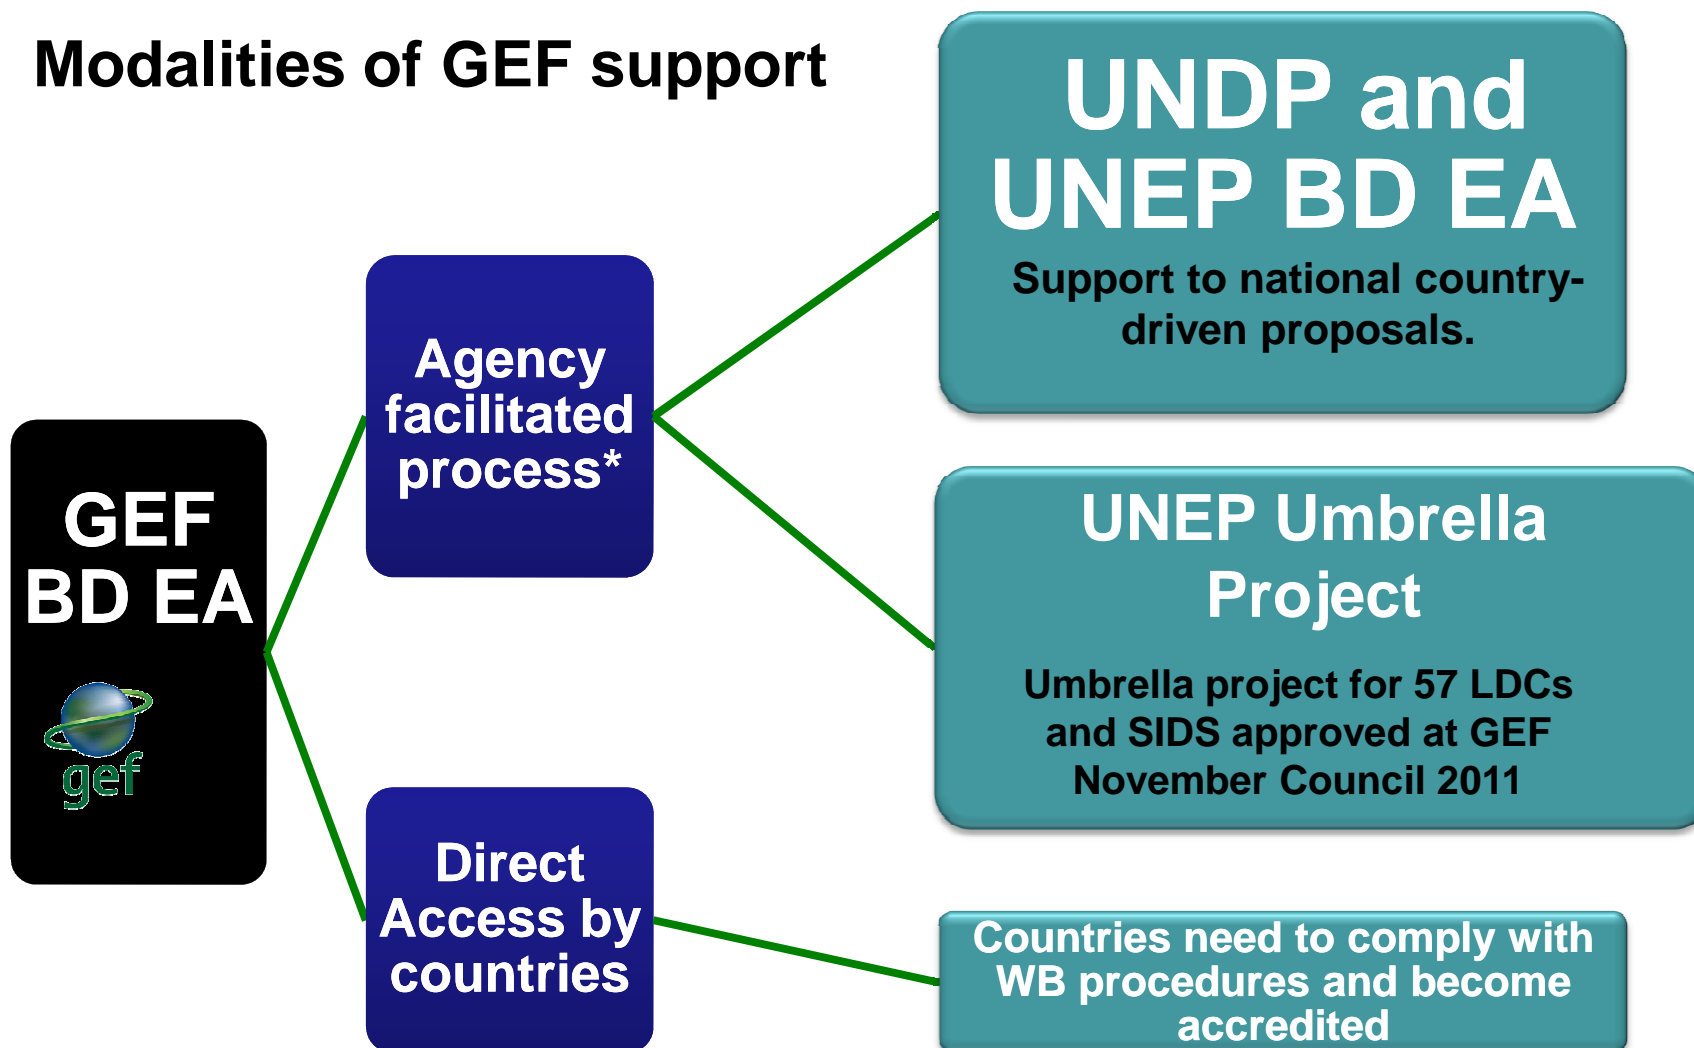 Modalities of GEF support
GEF
BD EA
gef
Agency
facilitated
process*
Direct
Access by
countries
UNDP and
UNEP BD EA
Support to national country-
driven proposals.
UNEP Umbrella
Project
Umbrella project for 57 LDCs
and SIDS approved at GEF
November Council 2011
Countries need to comply with
WB procedures and become
accredited